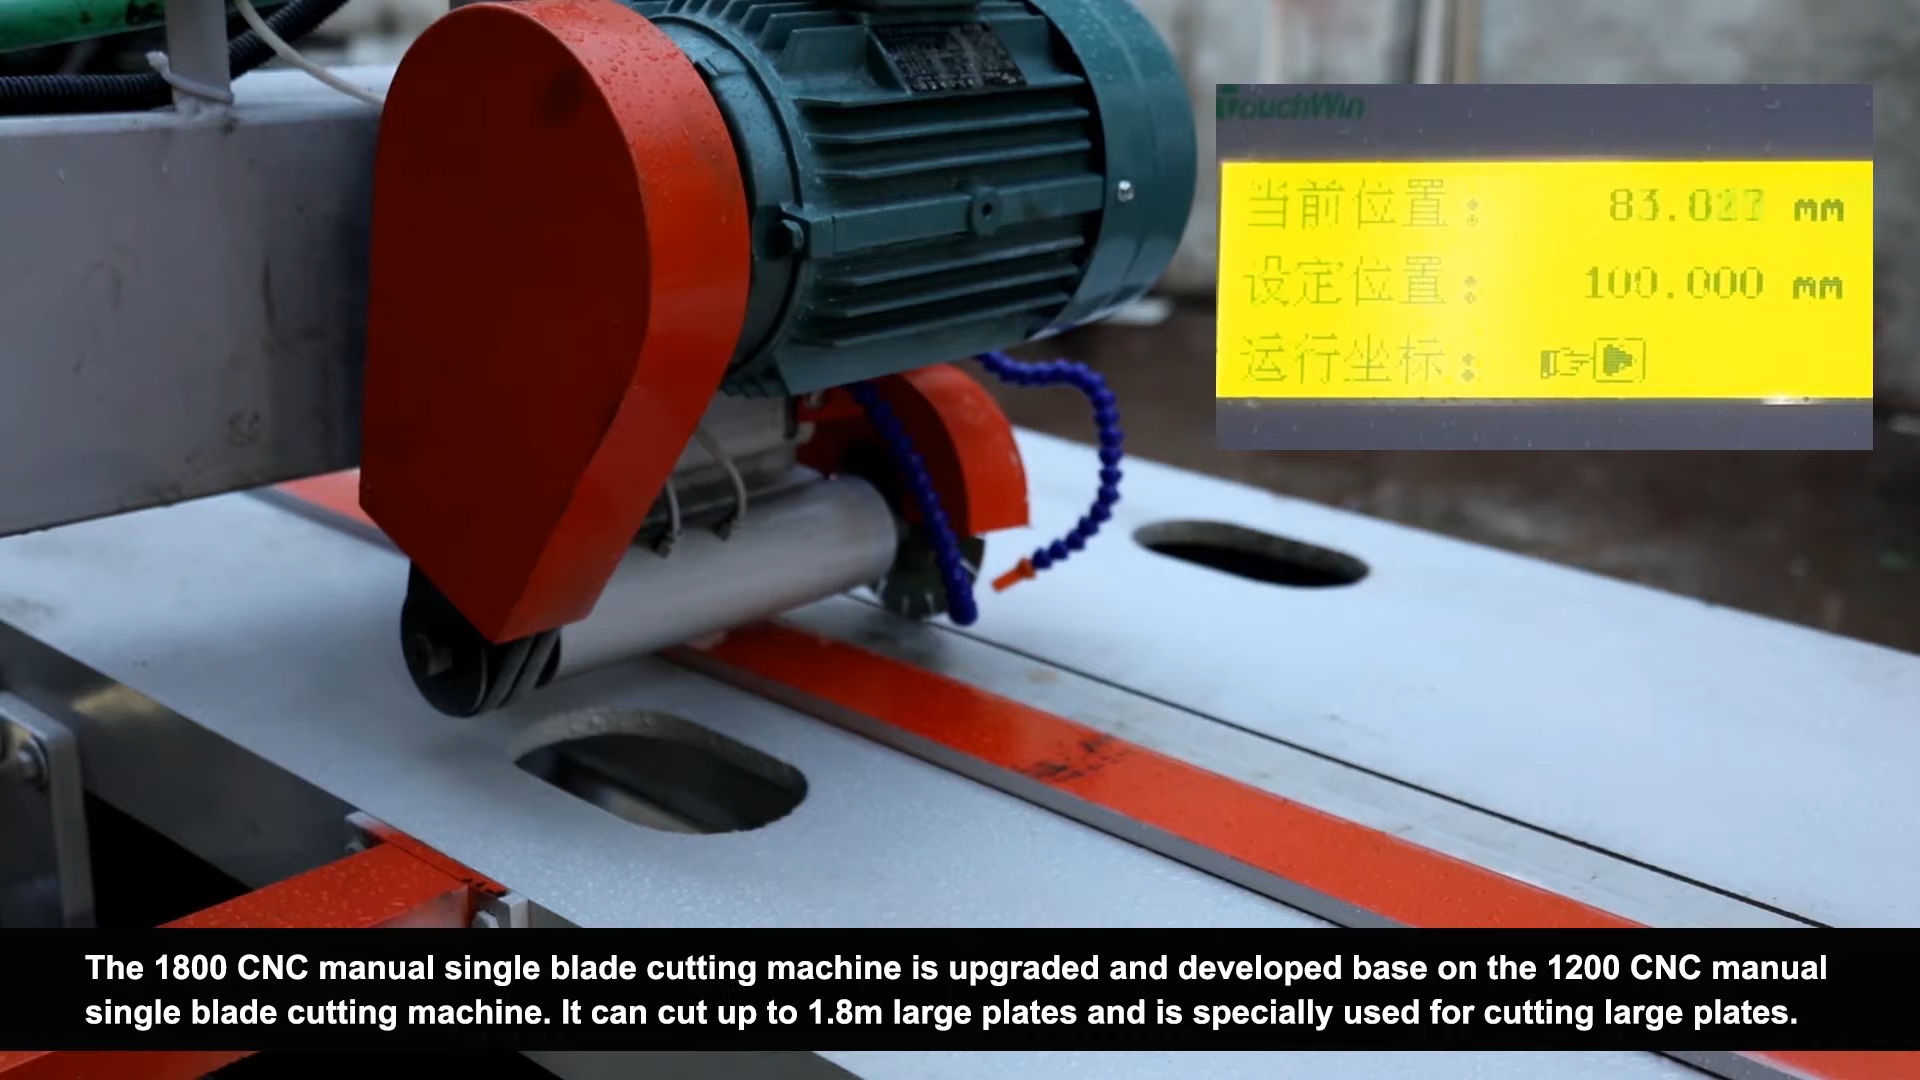 TouchWin
当前位置: 83.027 mm
设定位置: 100.000 mm
运行坐标:
The 1800 CNC manual single blade cutting machine is upgraded and developed base on the 1200 CNC manual
single blade cutting machine. It can cut up to 1.8m large plates and is specially used for cutting large plates.